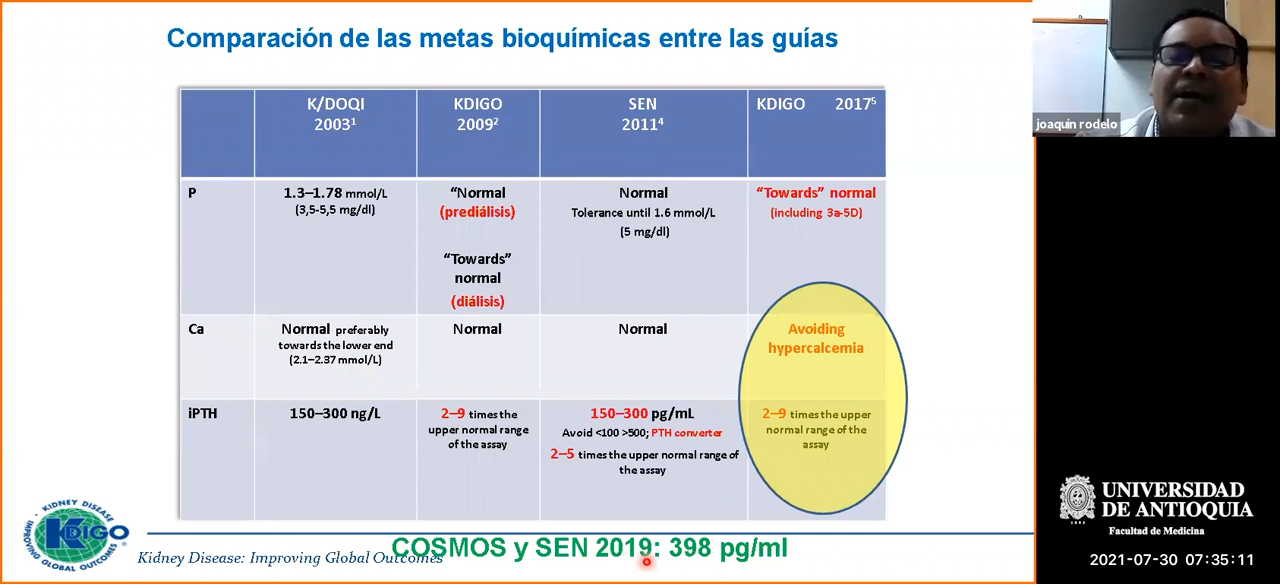 Comparación de las metas bioquímicas entre las guías
K/DOQI
2003¹
KDIGO
2009²
SEN
2011⁴
KDIGO 2017⁵
P
1.3–1.78 mmol/L
(3,5-5,5 mg/dl)
“Normal
(prediálisis)
“Towards”
normal
(diálisis)
Normal
Tolerance until 1.6 mmol/L
(5 mg/dl)
“Towards” normal
(including 3a-5D)
Ca
Normal preferably
towards the lower end
(2.1–2.37 mmol/L)
Normal
Normal
Avoiding
hypercalcemia
iPTH
150–300 ng/L
2–9 times the
upper normal range
of the assay
150–300 pg/mL
Avoid <100 >500; PTH converter
2–5 times the upper normal range of
the assay
2–9 times the upper
normal range of the
assay
KIDNEY DISEASE:
KDIGO
IMPROVING GLOBAL OUTCOMES
Kidney Disease: Improving Global Outcomes
COSMOS y SEN 2019: 398 pg/ml
joaquin rodelo
1803
UNIVERSIDAD
DE ANTIOQUIA
Facultad de Medicina
2021-07-30 07:35:11